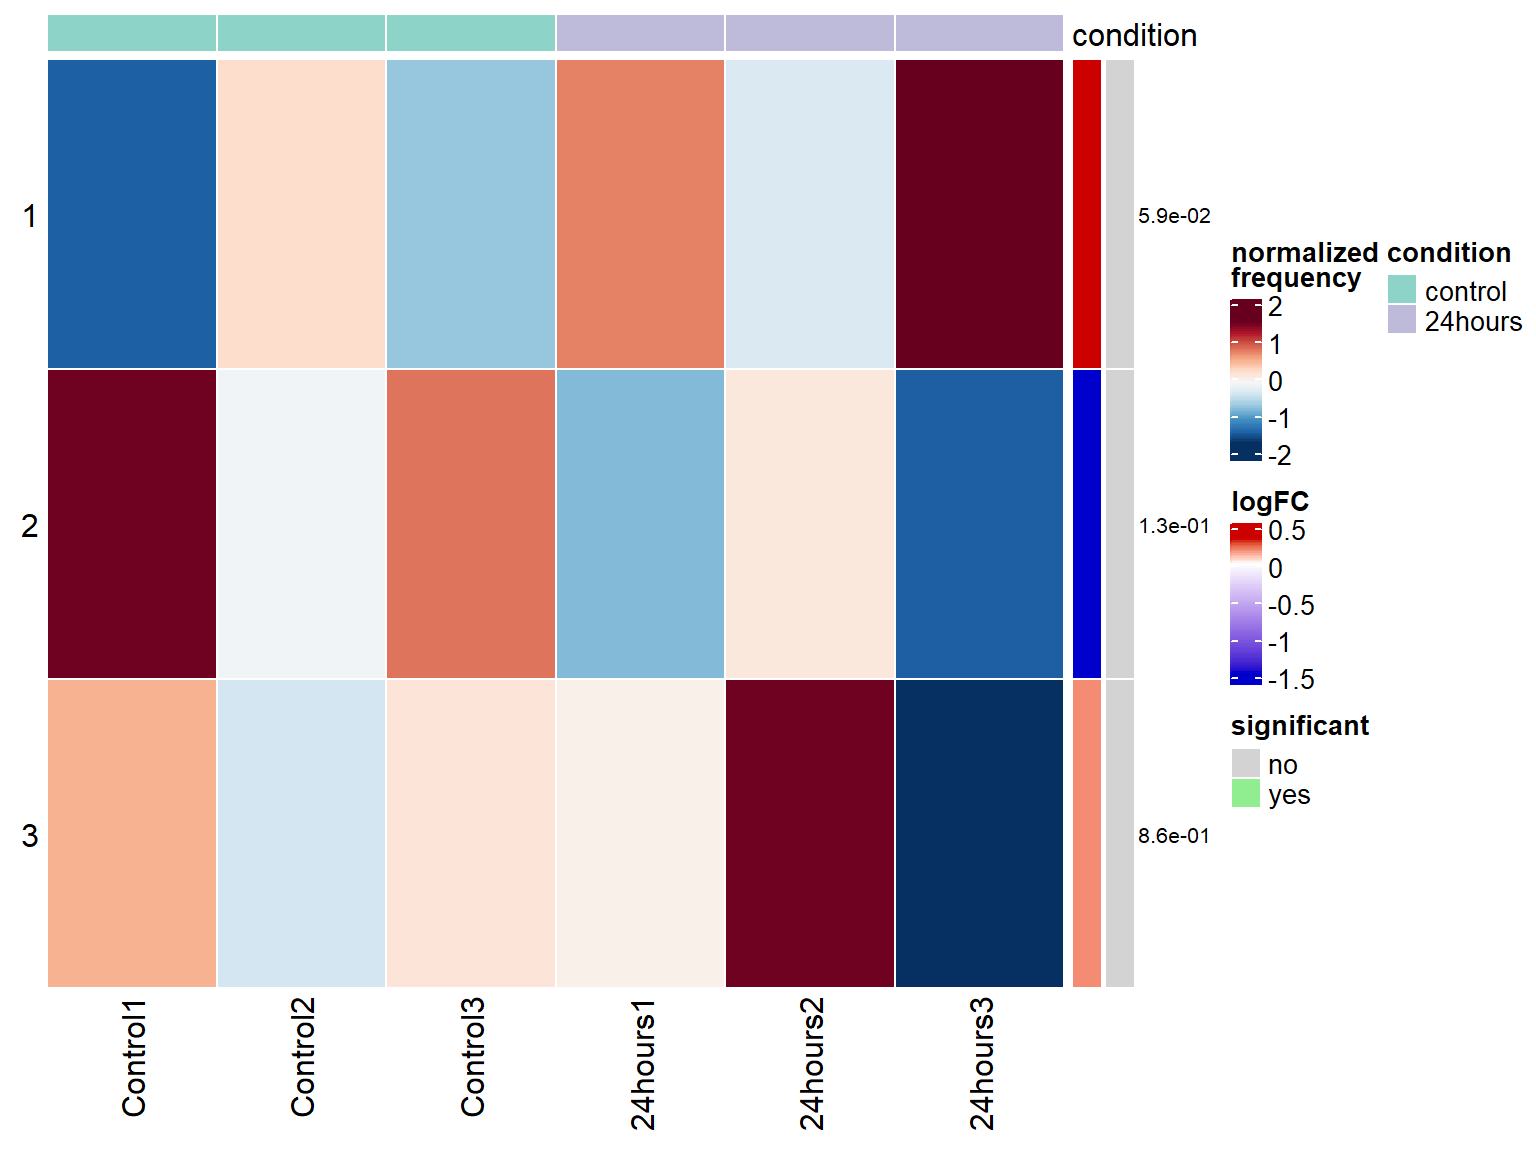 condition
1
5.9e-02
2
1.3e-01
3
8.6e-01
Control1
Control2
Control3
24hours1
24hours2
24hours3
normalized
frequency
2
1
0
-1
-2
condition
control
24hours
logFC
0.5
0
-0.5
-1
-1.5
significant
no
yes